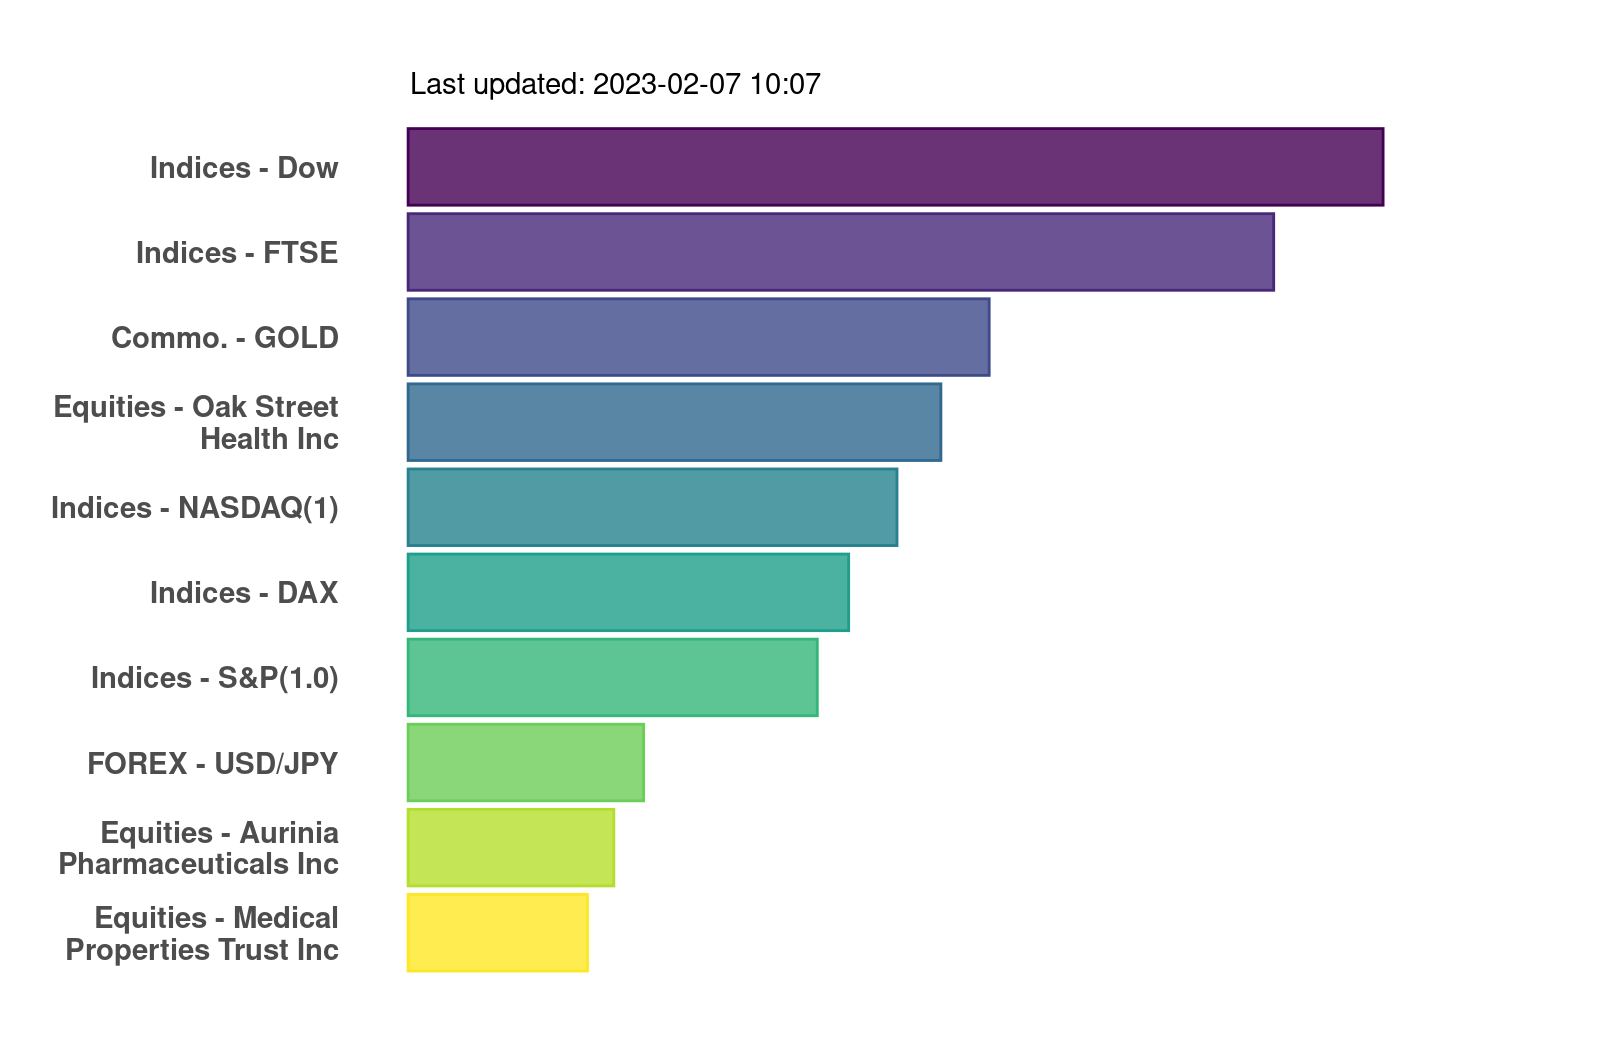 Last updated: 2023-02-07 10:07
Indices - Dow
Indices - FTSE
Commo. - GOLD
Equities - Oak Street
Health Inc
Indices - NASDAQ(1)
Indices - DAX
Indices - S&P(1.0)
FOREX - USD/JPY
Equities - Aurinia
Pharmaceuticals Inc
Equities - Medical
Properties Trust Inc